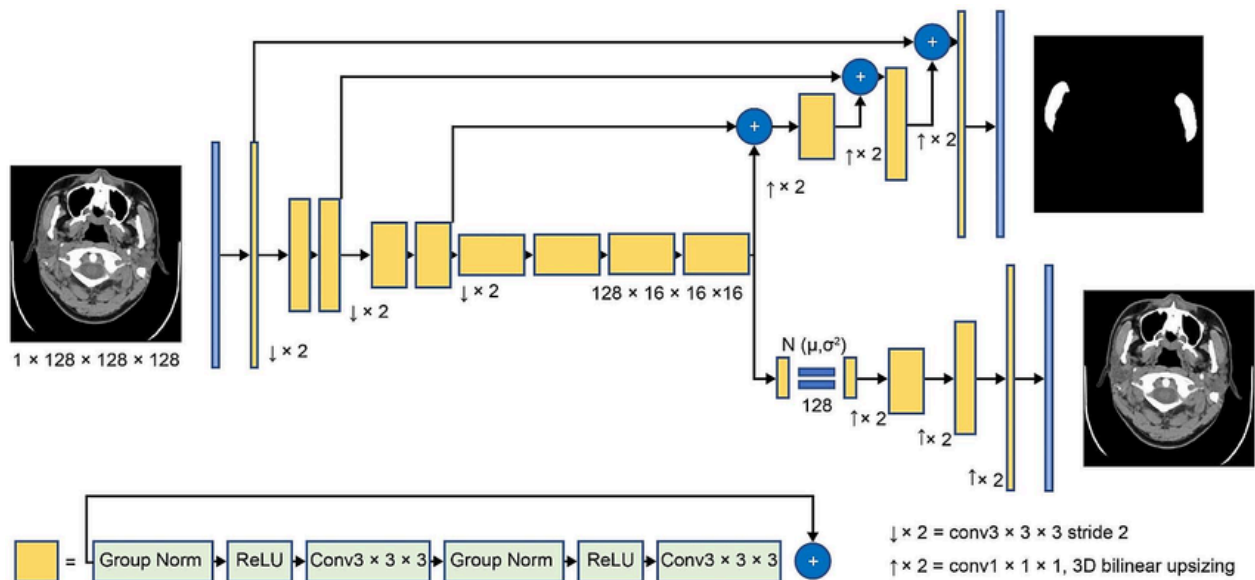 +
+
+
↑× 2
↑× 2
↑× 2
1 × 128 × 128 × 128
↓× 2
↓× 2
↓× 2
128 × 16 × 16 ×16
N (μ,σ²)
128
↑× 2
↑× 2
↑× 2
= Group Norm ReLU Conv3 × 3 × 3 Group Norm ReLU Conv3 × 3 × 3 +
↓× 2 = conv3 × 3 × 3 stride 2
↑× 2 = conv1 × 1 × 1, 3D bilinear upsizing